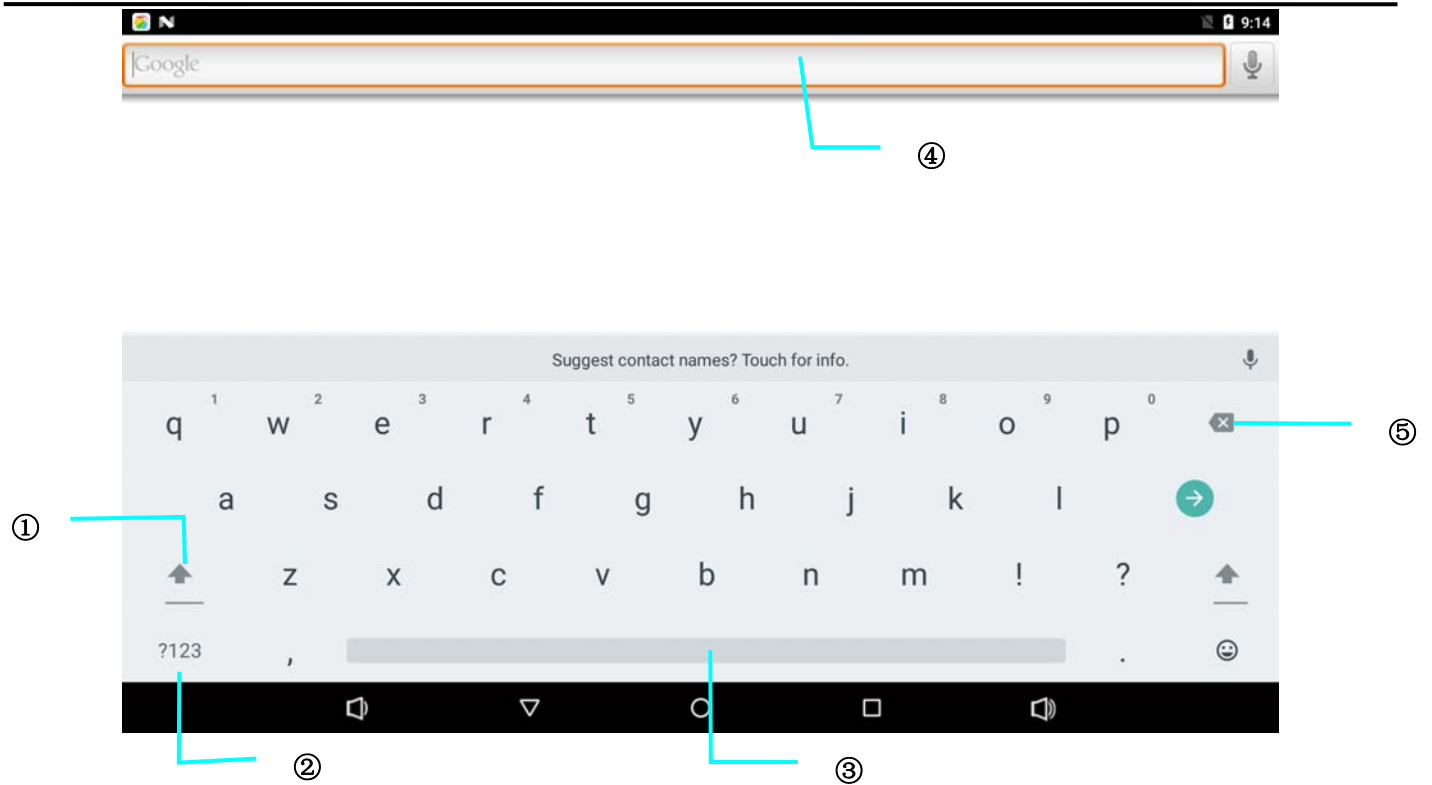 9:14
Google
④
Suggest contact names? Touch for info.
1 2 3 4 5 6 7 8 9 0
q w e r t y u i o p
⑤
a s d f g h j k l
①
z x c v b n m ! ?
?123 , .
② ③